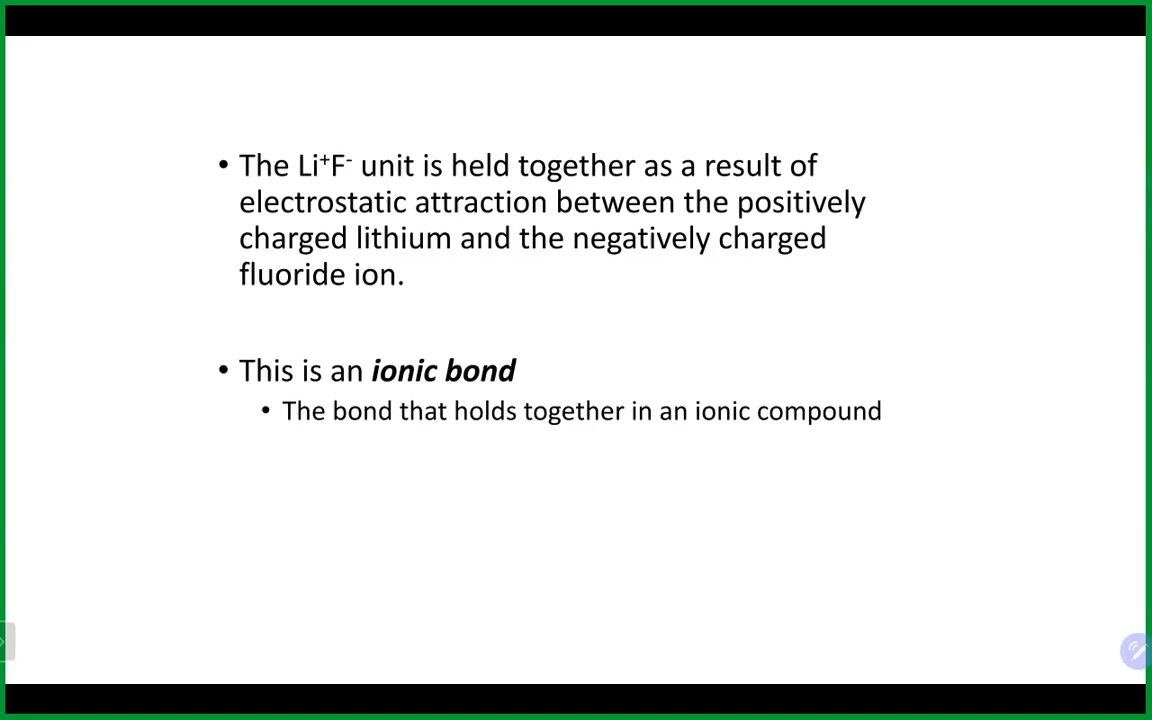 • The Li⁺F⁻ unit is held together as a result of
electrostatic attraction between the positively
charged lithium and the negatively charged
fluoride ion.
• This is an ionic bond
• The bond that holds together in an ionic compound